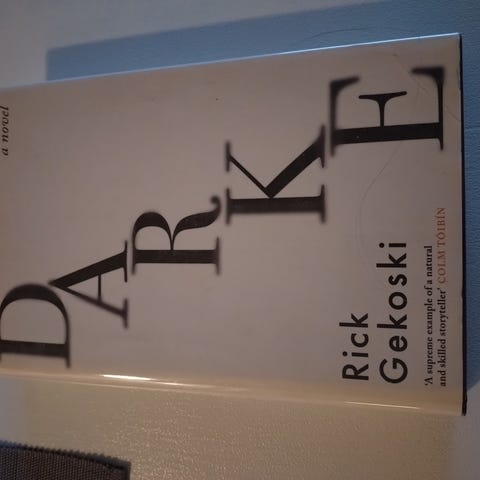 a novel
DARKE
Rick
Gekoski
'A supreme example of a natural
and skilled storyteller' COLM TÓIBÍN